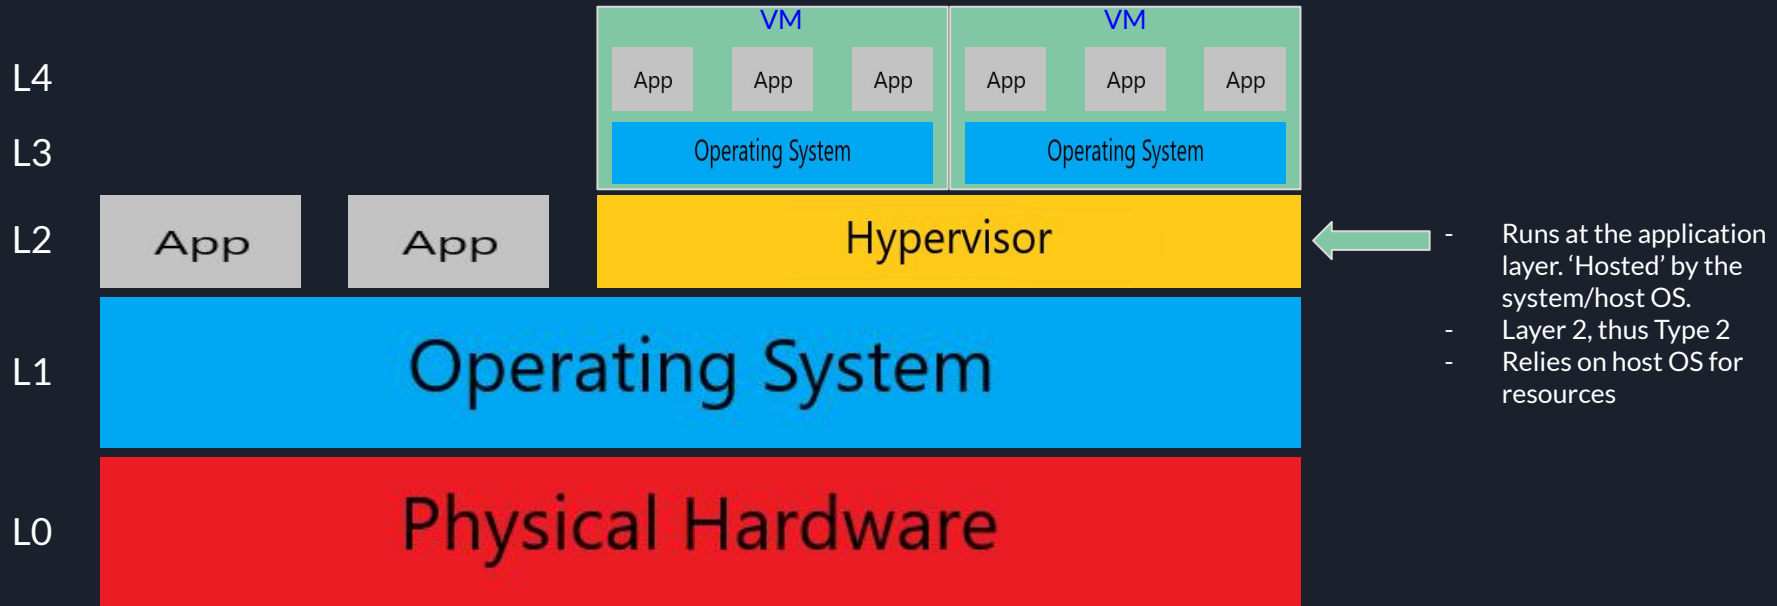 VM VM
L4 App App App App App App
L3 Operating System Operating System
L2 App App Hypervisor
- Runs at the application
layer. ‘Hosted’ by the
system/host OS.
- Layer 2, thus Type 2
- Relies on host OS for
resources
L1 Operating System
L0 Physical Hardware